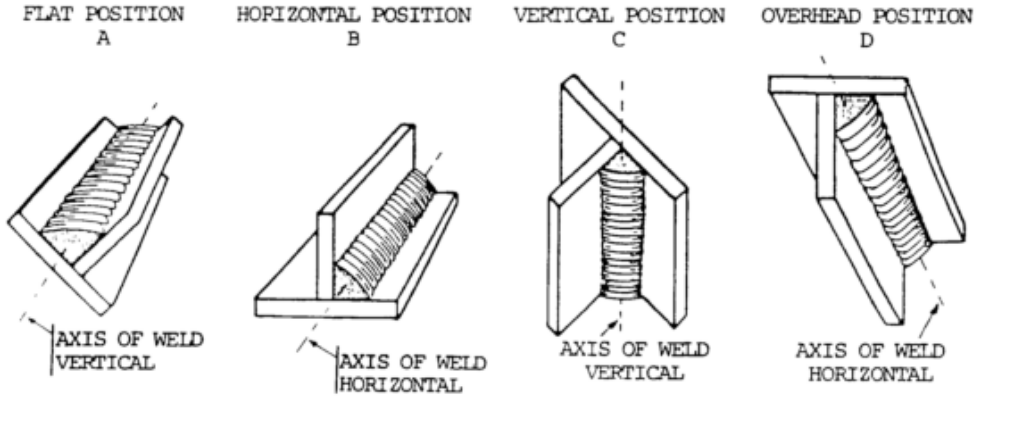 FLAT POSITION
A
HORIZONTAL POSITION
B
VERTICAL POSITION
C
OVERHEAD POSITION
D
AXIS OF WELD
VERTICAL
AXIS OF WELD
HORIZONTAL
AXIS OF WELD
VERTICAL
AXIS OF WELD
HORIZONTAL